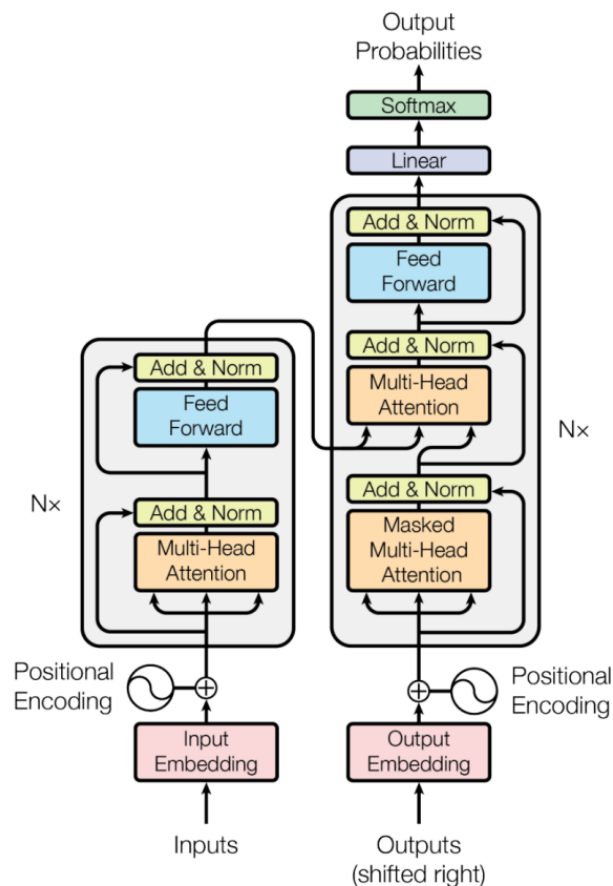 Output
Probabilities
Softmax
Linear
Add & Norm
Feed
Forward
Add & Norm
Multi-Head
Attention
Add & Norm
Masked
Multi-Head
Attention
N×
Add & Norm
Feed
Forward
Add & Norm
Multi-Head
Attention
N×
Positional
Encoding
Positional
Encoding
Input
Embedding
Output
Embedding
Inputs
Outputs
(shifted right)